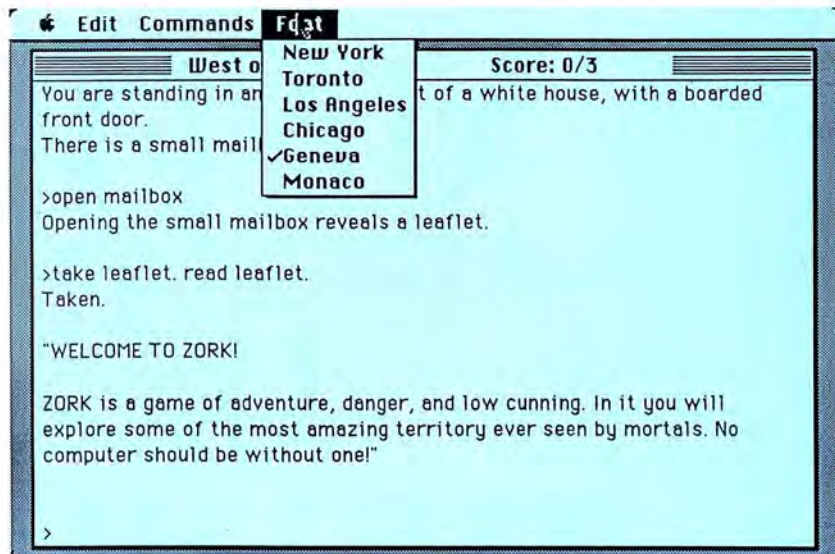 Edit Commands Font
New York
Toronto
Los Angeles
Chicago
✓Geneva
Monaco
West o Score: 0/3
You are standing in an t of a white house, with a boarded
front door.
There is a small mail
>open mailbox
Opening the small mailbox reveals a leaflet.
>take leaflet. read leaflet.
Taken.
"WELCOME TO ZORK!
ZORK is a game of adventure, danger, and low cunning. In it you will
explore some of the most amazing territory ever seen by mortals. No
computer should be without one!"
>